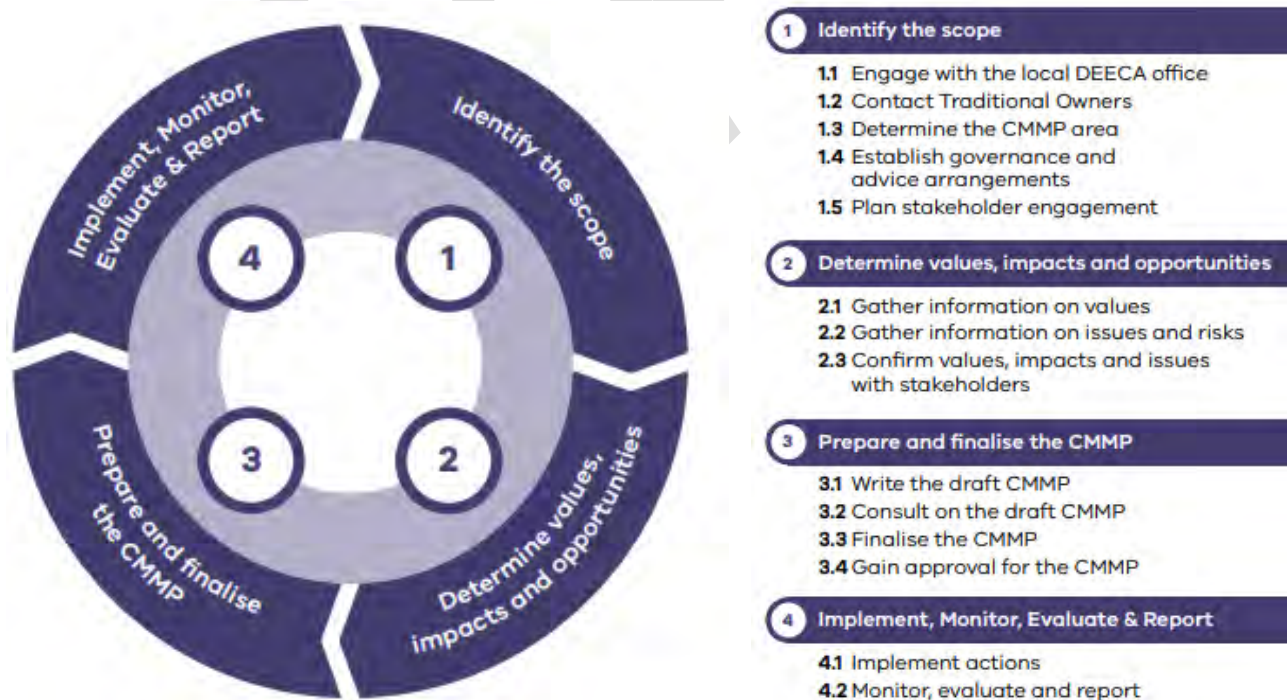 Implement, Monitor,
Evaluate & Report
Identify the scope
4
1
3
2
Prepare and finalise
the CMMP
Determine values,
impacts and opportunities
1 Identify the scope
1.1 Engage with the local DEECA office
1.2 Contact Traditional Owners
1.3 Determine the CMMP area
1.4 Establish governance and
advice arrangements
1.5 Plan stakeholder engagement
2 Determine values, impacts and opportunities
2.1 Gather information on values
2.2 Gather information on issues and risks
2.3 Confirm values, impacts and issues
with stakeholders
3 Prepare and finalise the CMMP
3.1 Write the draft CMMP
3.2 Consult on the draft CMMP
3.3 Finalise the CMMP
3.4 Gain approval for the CMMP
4 Implement, Monitor, Evaluate & Report
4.1 Implement actions
4.2 Monitor, evaluate and report